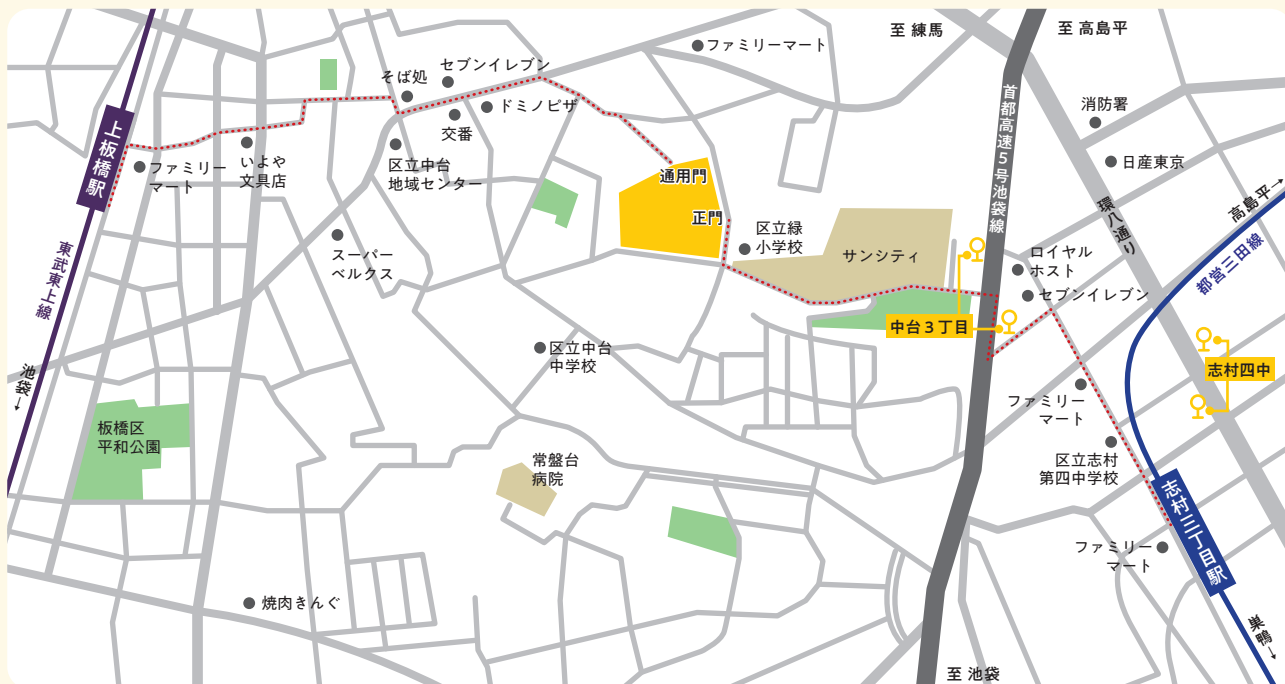 至 練馬
至 高島平
ファミリーマート
セブンイレブン
そば処
ドミノピザ
交番
首都高速5号池袋線
消防署
日産東京
上板橋駅
ファミリー
マート
いよや
文具店
区立中台
地域センター
通用門
正門
区立緑
小学校
サンシティ
環八通り
高島平→
都営三田線
スーパー
ベルクス
東武東上線
ロイヤル
ホスト
セブンイレブン
中台3丁目
区立中台
中学校
志村四中
池袋→
ファミリー
マート
板橋区
平和公園
常盤台
病院
区立志村
第四中学校
志村三丁目駅
ファミリー
マート
焼肉きんぐ
巣鴨→
至 池袋